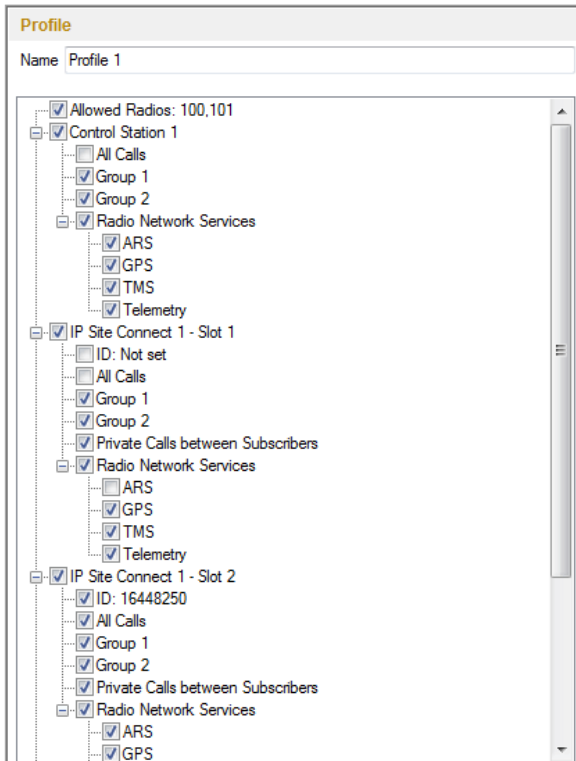 Profile
Name Profile 1
Allowed Radios: 100,101
Control Station 1
All Calls
Group 1
Group 2
Radio Network Services
ARS
GPS
TMS
Telemetry
IP Site Connect 1 - Slot 1
ID: Not set
All Calls
Group 1
Group 2
Private Calls between Subscribers
Radio Network Services
ARS
GPS
TMS
Telemetry
IP Site Connect 1 - Slot 2
ID: 16448250
All Calls
Group 1
Group 2
Private Calls between Subscribers
Radio Network Services
ARS
GPS